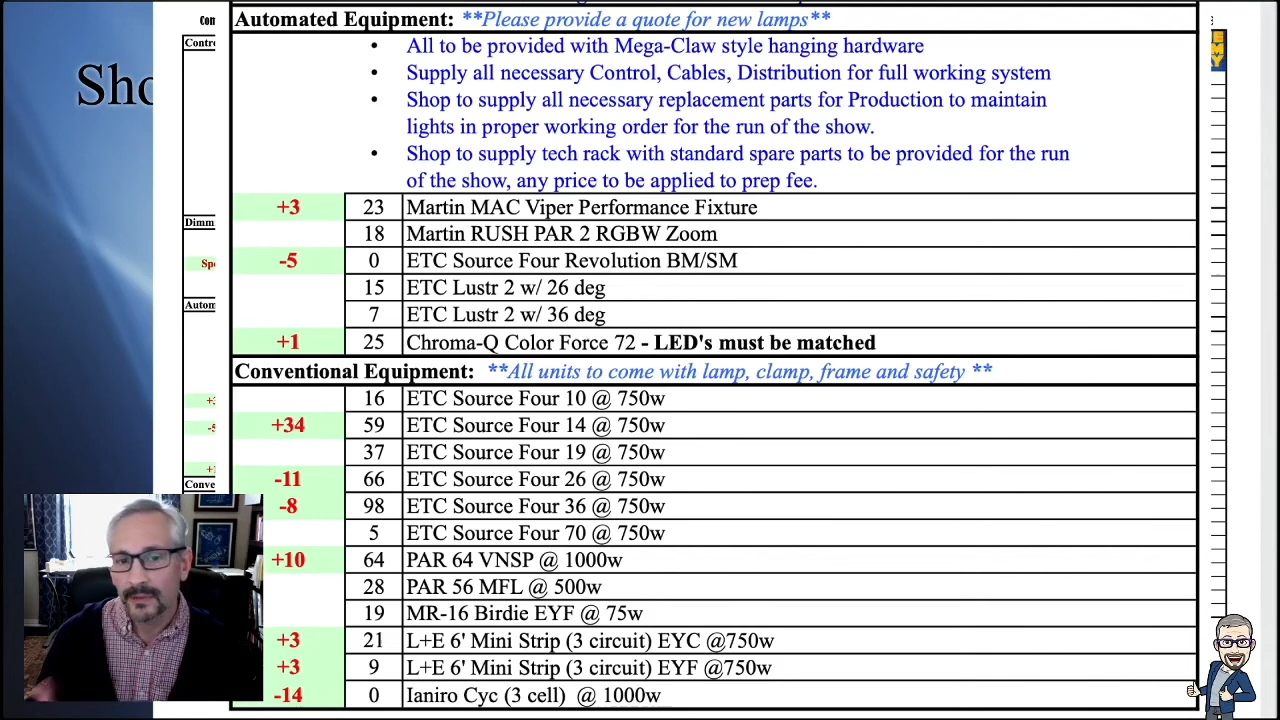 Sho
Con
Contro
Dimm
Spe
Autom
+3
-5
+1
Conve
Automated Equipment: **Please provide a quote for new lamps**
• All to be provided with Mega-Claw style hanging hardware
• Supply all necessary Control, Cables, Distribution for full working system
• Shop to supply all necessary replacement parts for Production to maintain
lights in proper working order for the run of the show.
• Shop to supply tech rack with standard spare parts to be provided for the run
of the show, any price to be applied to prep fee.
+3 23 Martin MAC Viper Performance Fixture
18 Martin RUSH PAR 2 RGBW Zoom
-5 0 ETC Source Four Revolution BM/SM
15 ETC Lustr 2 w/ 26 deg
7 ETC Lustr 2 w/ 36 deg
+1 25 Chroma-Q Color Force 72 - LED's must be matched
Conventional Equipment: **All units to come with lamp, clamp, frame and safety **
16 ETC Source Four 10 @ 750w
+34 59 ETC Source Four 14 @ 750w
37 ETC Source Four 19 @ 750w
-11 66 ETC Source Four 26 @ 750w
-8 98 ETC Source Four 36 @ 750w
5 ETC Source Four 70 @ 750w
+10 64 PAR 64 VNSP @ 1000w
28 PAR 56 MFL @ 500w
19 MR-16 Birdie EYF @ 75w
+3 21 L+E 6' Mini Strip (3 circuit) EYC @750w
+3 9 L+E 6' Mini Strip (3 circuit) EYF @750w
-14 0 Ianiro Cyc (3 cell) @ 1000w